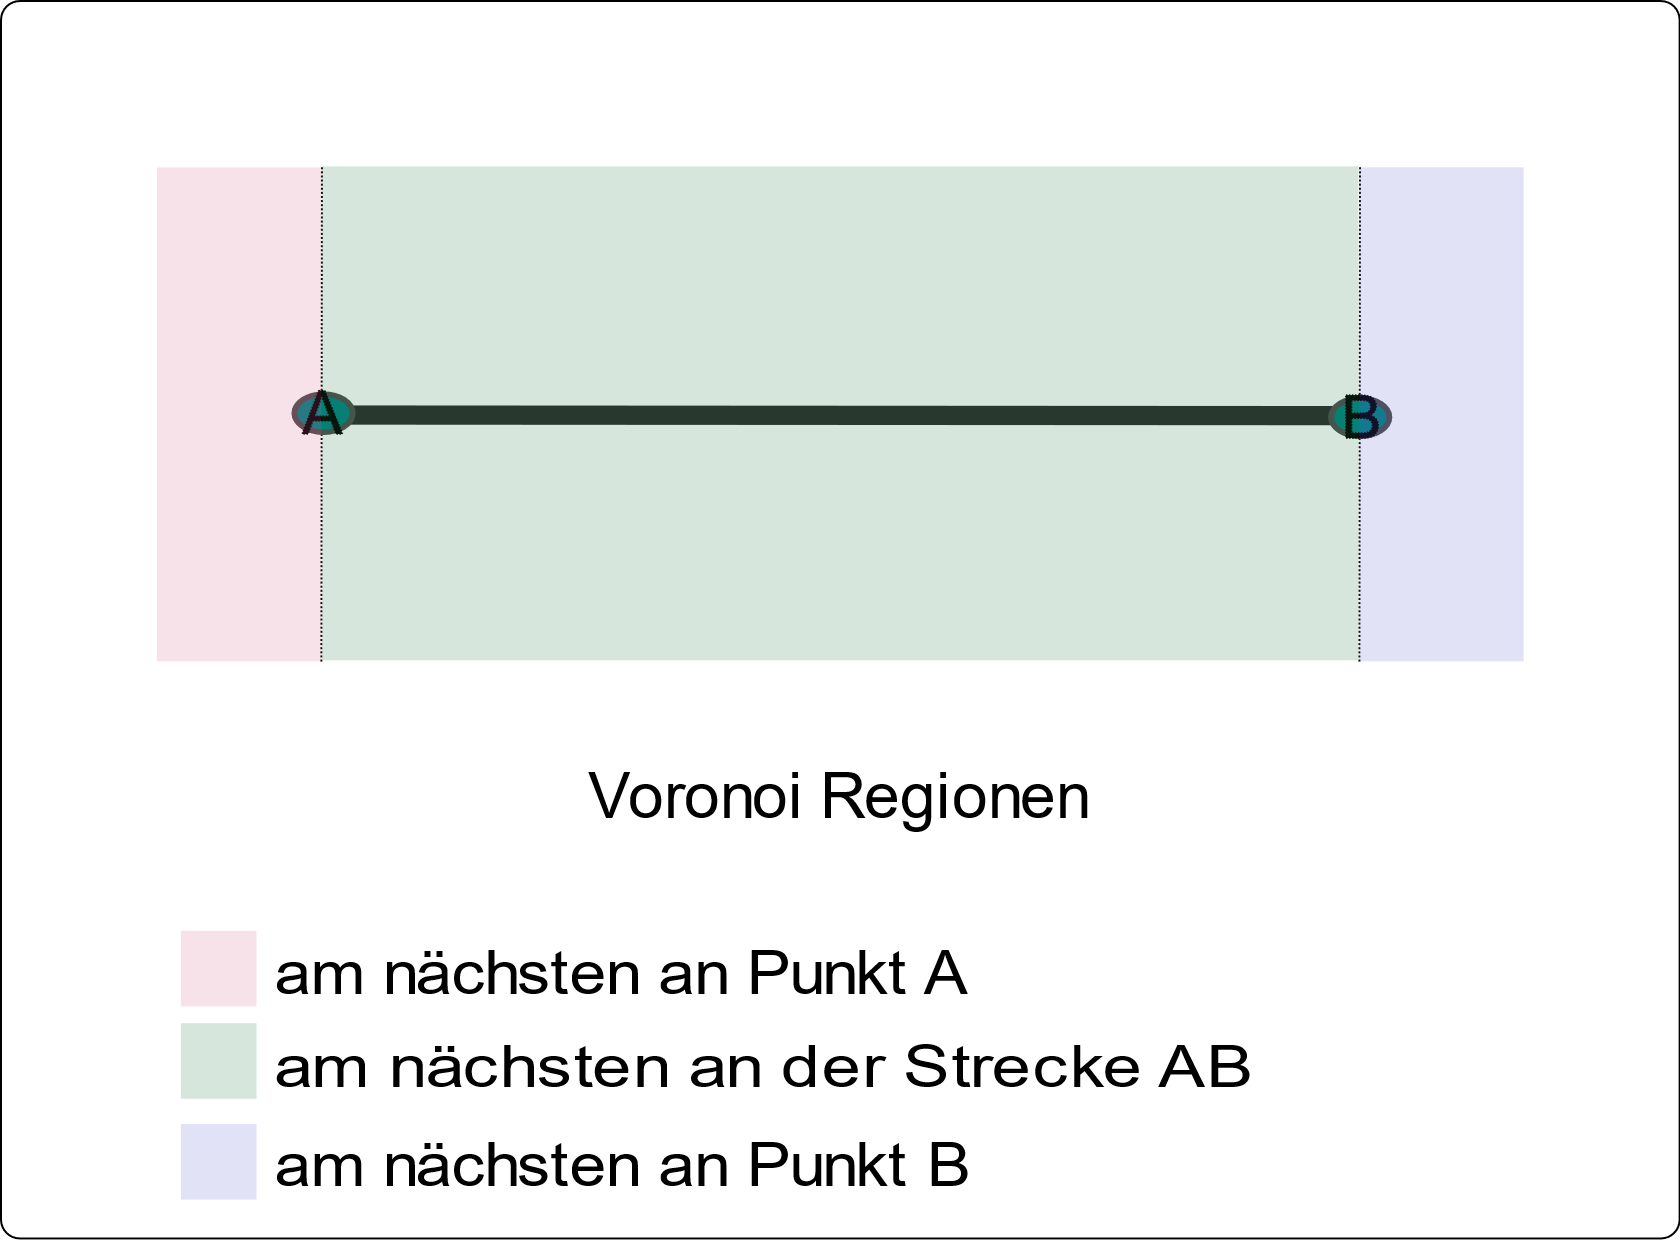 A
B
Voronoi Regionen
am nächsten an Punkt A
am nächsten an der Strecke AB
am nächsten an Punkt B